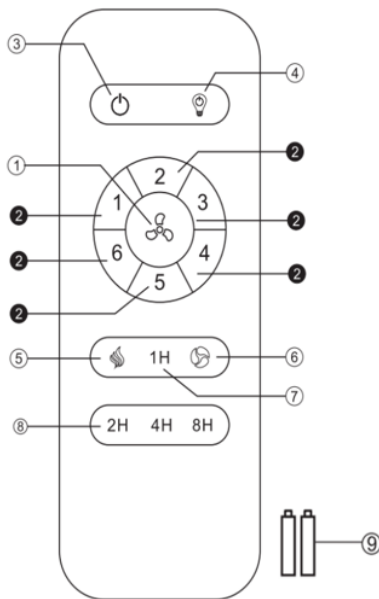 ③ ④
① 2 ❷
❷ 1 3 ❷
❷ 6 4 ❷
❷ 5
⑤ 1H ⑥
⑦
⑧ 2H 4H 8H
⑨